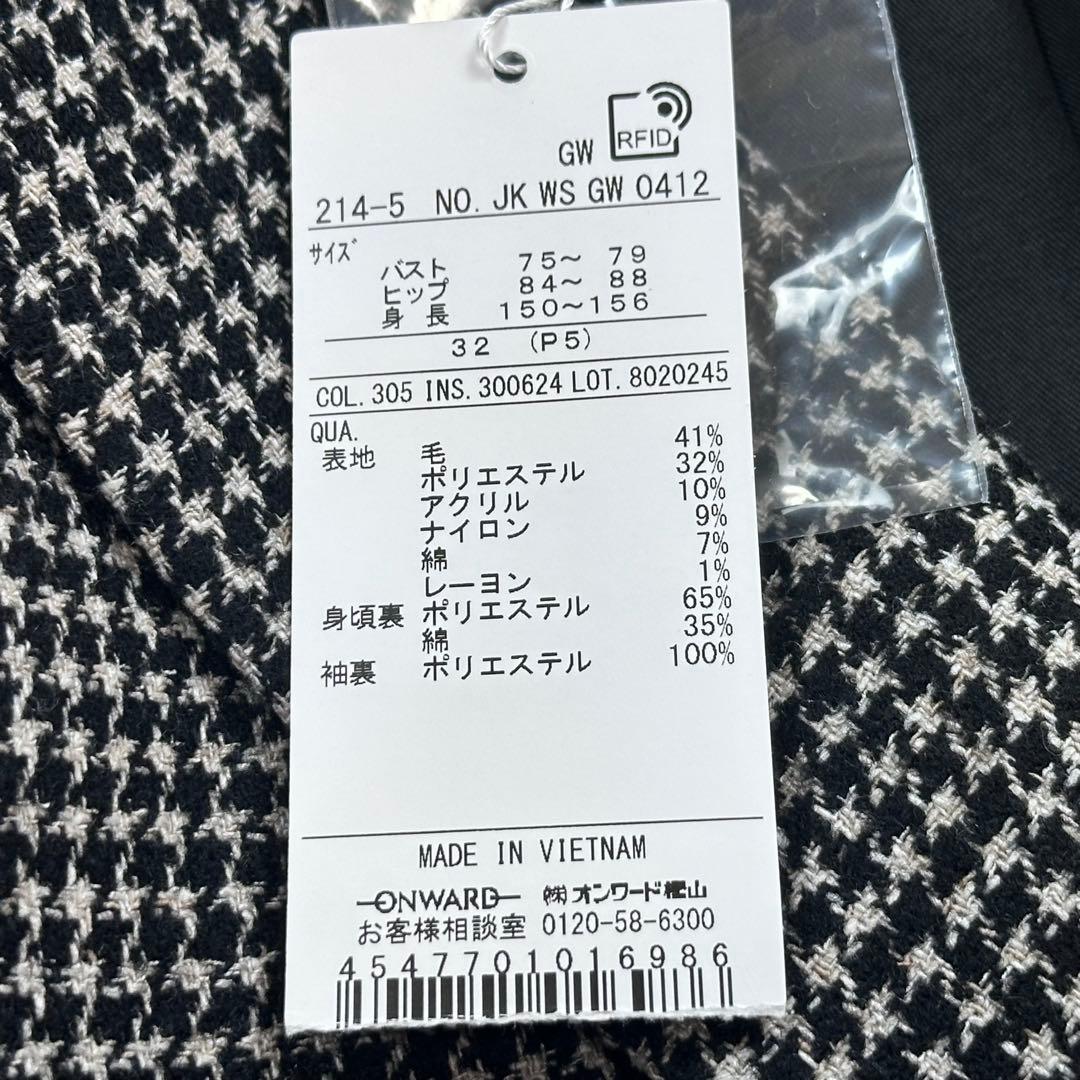 GW RFID
214-5 NO. JK WS GW 0412
サイズ
バスト 75～ 79
ヒップ 84～ 88
身 長 150～156
32 (P5)
COL. 305 INS. 300624 LOT. 8020245
QUA.
表地 毛 41%
ポリエステル 32%
アクリル 10%
ナイロン 9%
綿 7%
レーヨン 1%
身頃裏 ポリエステル 65%
綿 35%
袖裏 ポリエステル 100%
MADE IN VIETNAM
ONWARD ㈱オンワード樫山
お客様相談室 0120-58-6300
4547701016986